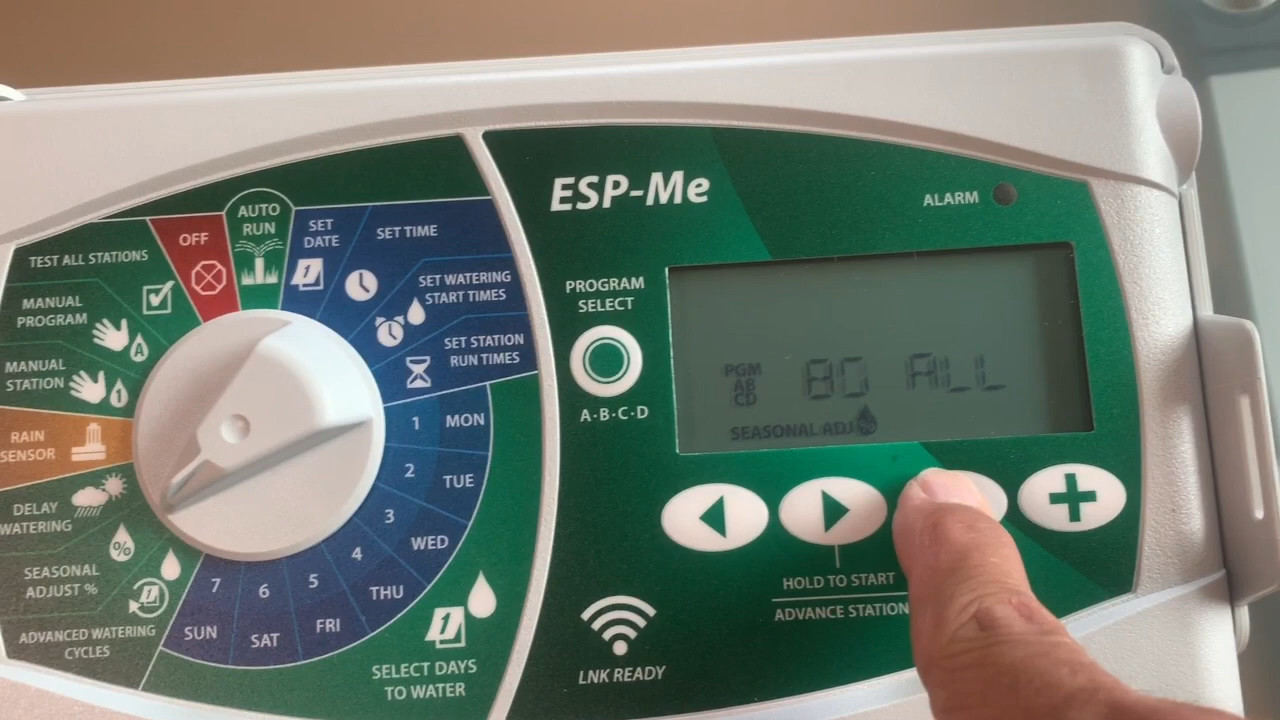 ESP-Me
ALARM
OFF
AUTO
RUN
SET
DATE
SET TIME
SET WATERING
START TIMES
SET STATION
RUN TIMES
TEST ALL STATIONS
MANUAL
PROGRAM
A
MANUAL
STATION
1
RAIN
SENSOR
DELAY
WATERING
%
SEASONAL
ADJUST %
1
ADVANCED WATERING
CYCLES
1 MON
2 TUE
3 WED
4 THU
5 FRI
6 SAT
7 SUN
1
SELECT DAYS
TO WATER
PROGRAM
SELECT
A·B·C·D
PGM
AB
CD
80 ALL
SEASONAL ADJ %
HOLD TO START
ADVANCE STATION
LNK READY